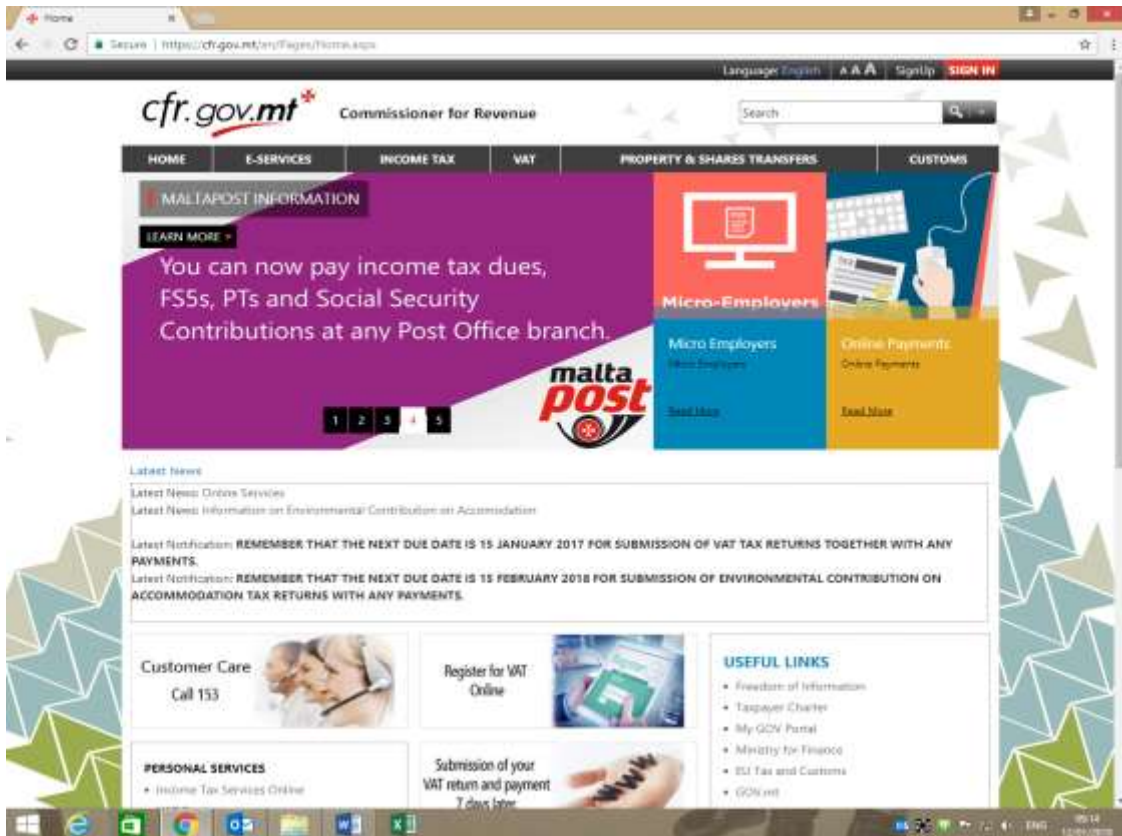 Home
Secure | https://cfr.gov.mt/en/Pages/Home.aspx
Language: English A A A SignUp SIGN IN
cfr.gov.mt Commissioner for Revenue
Search
HOME E-SERVICES INCOME TAX VAT PROPERTY & SHARES TRANSFERS CUSTOMS
MALTAPOST INFORMATION
LEARN MORE
You can now pay income tax dues,
FS5s, PTs and Social Security
Contributions at any Post Office branch.
malta
post
1 2 3 4 5
TAX
Micro-Employers
Micro Employers
Micro Employers
Read More
Online Payments
Online Payments
Read More
Latest News
Latest News: Online Services
Latest News: Information on Environmental Contribution on Accomodation
Latest Notification: REMEMBER THAT THE NEXT DUE DATE IS 15 JANUARY 2017 FOR SUBMISSION OF VAT TAX RETURNS TOGETHER WITH ANY
PAYMENTS.
Latest Notification: REMEMBER THAT THE NEXT DUE DATE IS 15 FEBRUARY 2018 FOR SUBMISSION OF ENVIRONMENTAL CONTRIBUTION ON
ACCOMMODATION TAX RETURNS WITH ANY PAYMENTS.
Customer Care
Call 153
Register for VAT
Online
PERSONAL SERVICES
• Income Tax Services Online
Submission of your
VAT return and payment
7 days later
www
USEFUL LINKS
• Freedom of Information
• Taxpayer Charter
• My GOV Portal
• Ministry for Finance
• EU Tax and Customs
• GOV.mt
ENG 09:14